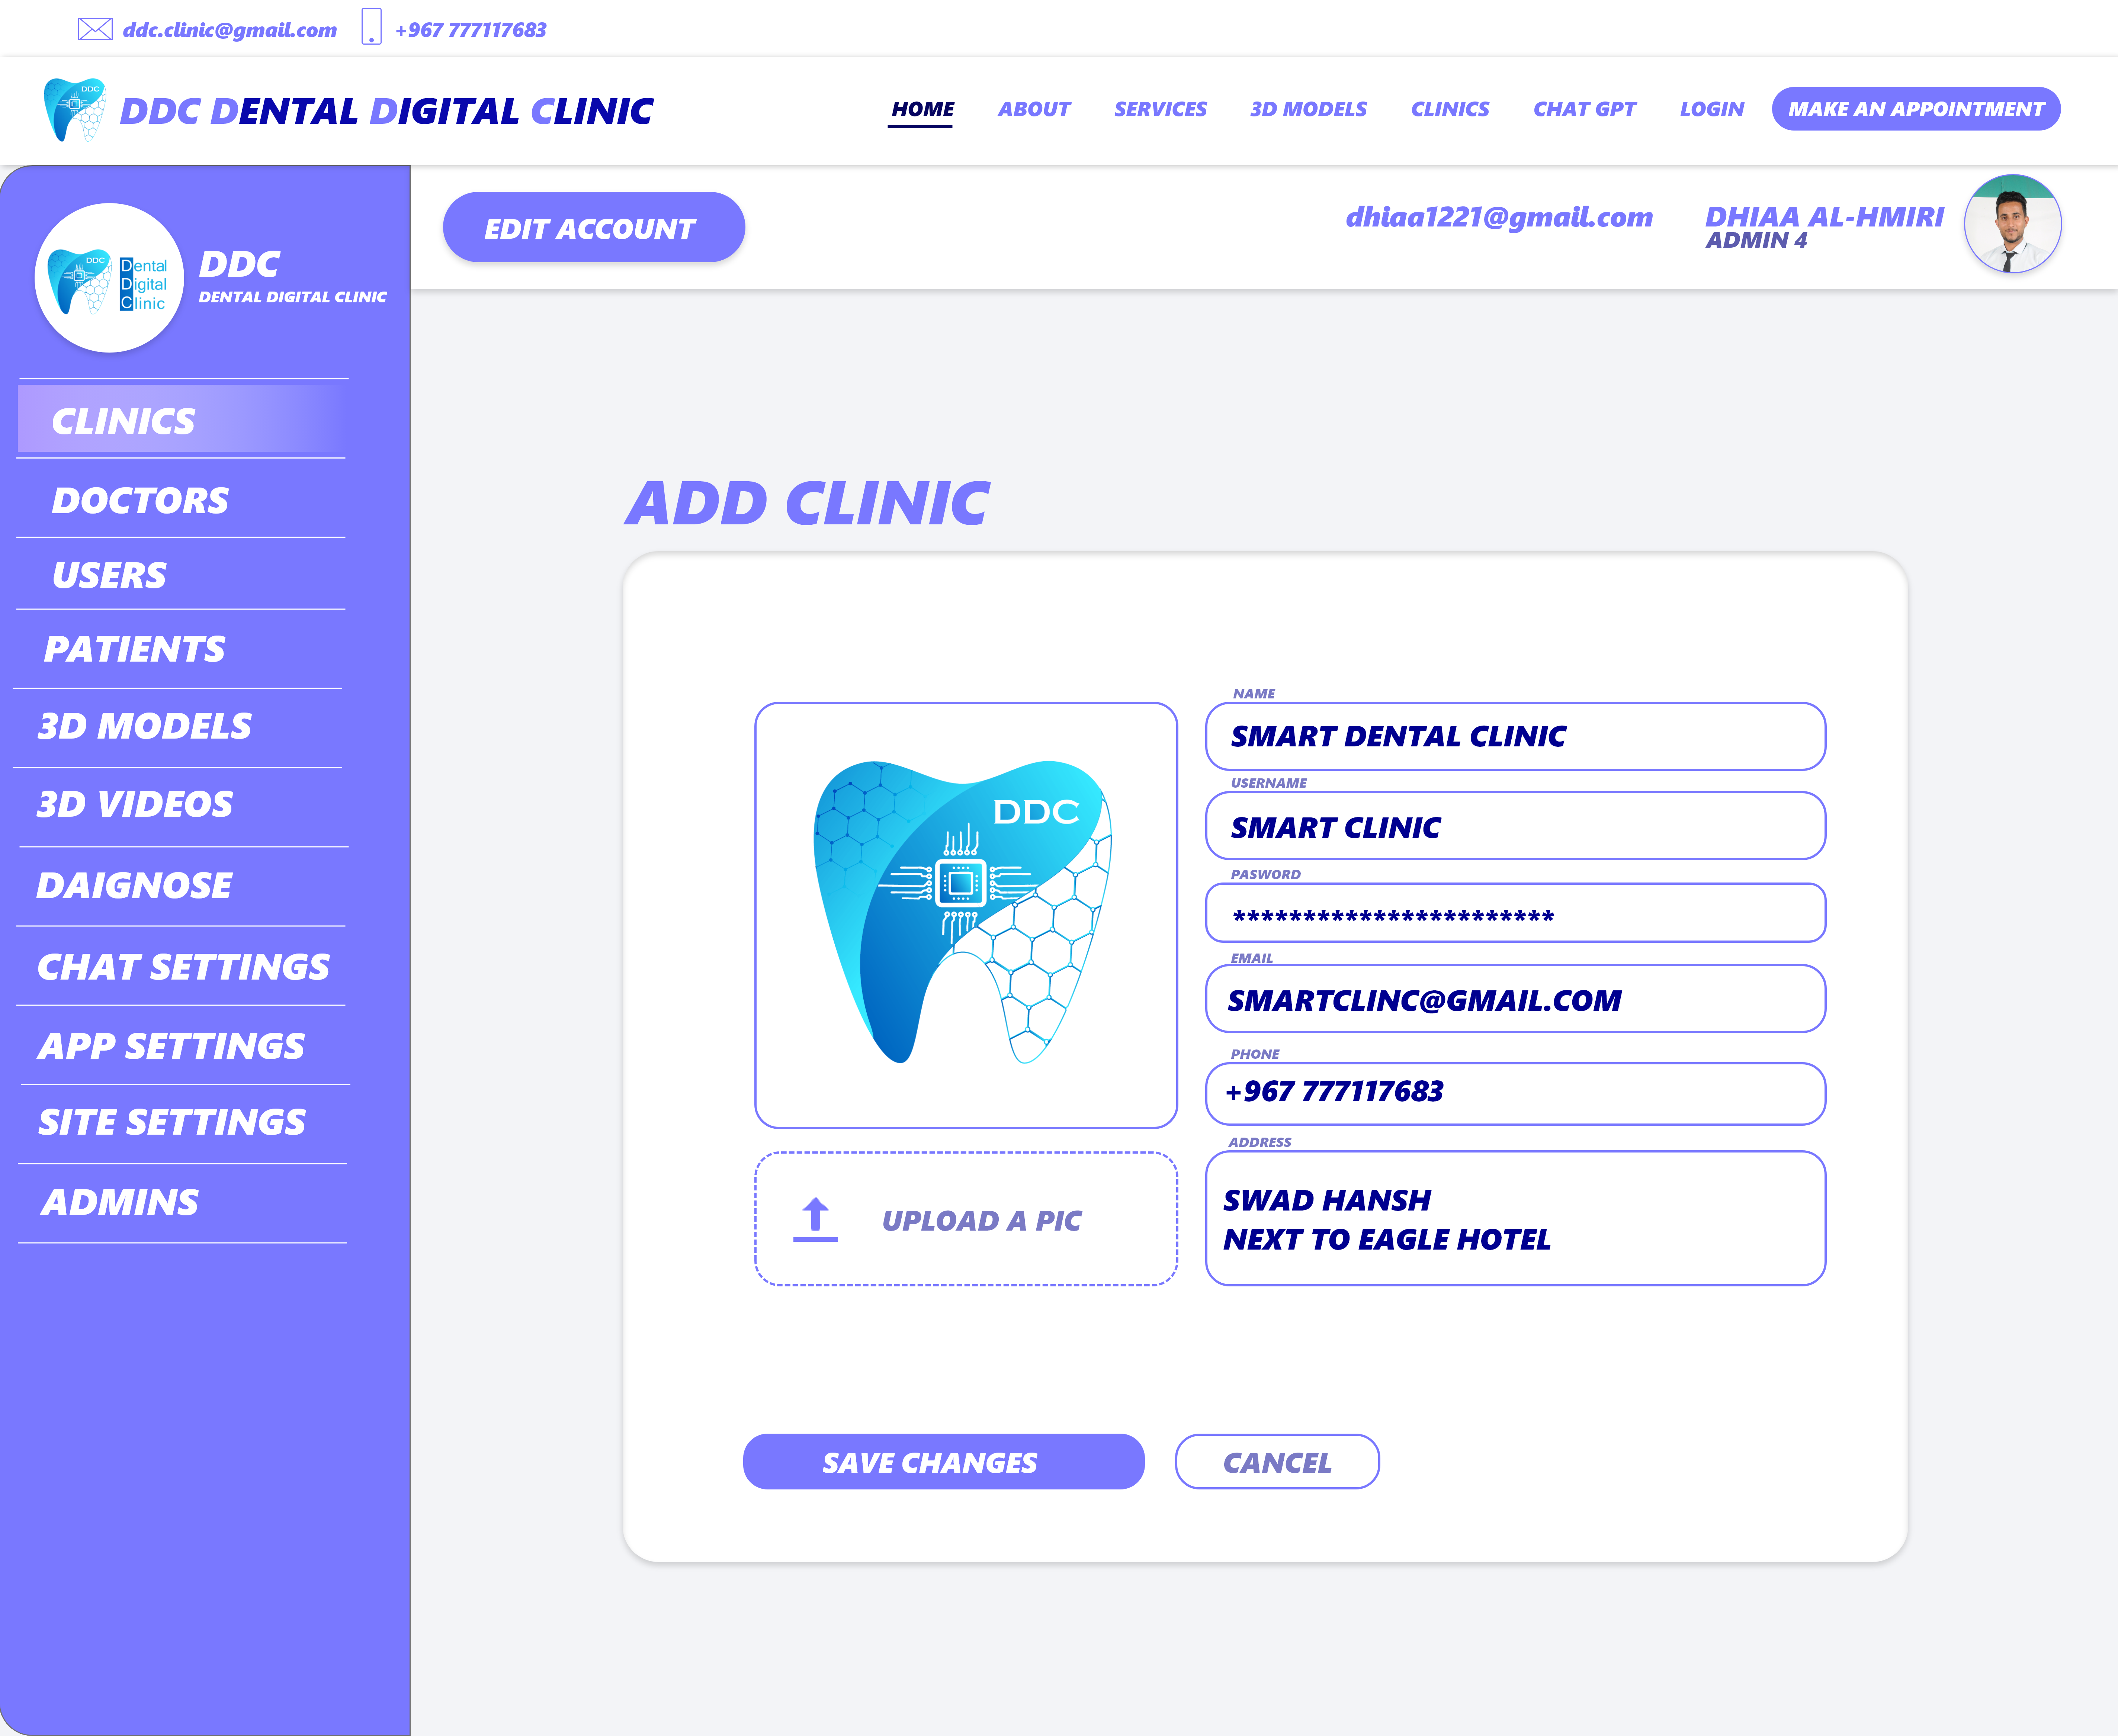 ddc.clinic@gmail.com +967 777117683
DDC
DDC DENTAL DIGITAL CLINIC
HOME ABOUT SERVICES 3D MODELS CLINICS CHAT GPT LOGIN MAKE AN APPOINTMENT
EDIT ACCOUNT
dhiaa1221@gmail.com
DHIAA AL-HMIRI
ADMIN 4
DDC
Dental
Digital
Clinic
DDC
DENTAL DIGITAL CLINIC
CLINICS
DOCTORS
USERS
PATIENTS
3D MODELS
3D VIDEOS
DAIGNOSE
CHAT SETTINGS
APP SETTINGS
SITE SETTINGS
ADMINS
ADD CLINIC
DDC
UPLOAD A PIC
NAME
SMART DENTAL CLINIC
USERNAME
SMART CLINIC
PASWORD
***********************
EMAIL
SMARTCLINC@GMAIL.COM
PHONE
+967 777117683
ADDRESS
SWAD HANSH
NEXT TO EAGLE HOTEL
SAVE CHANGES
CANCEL